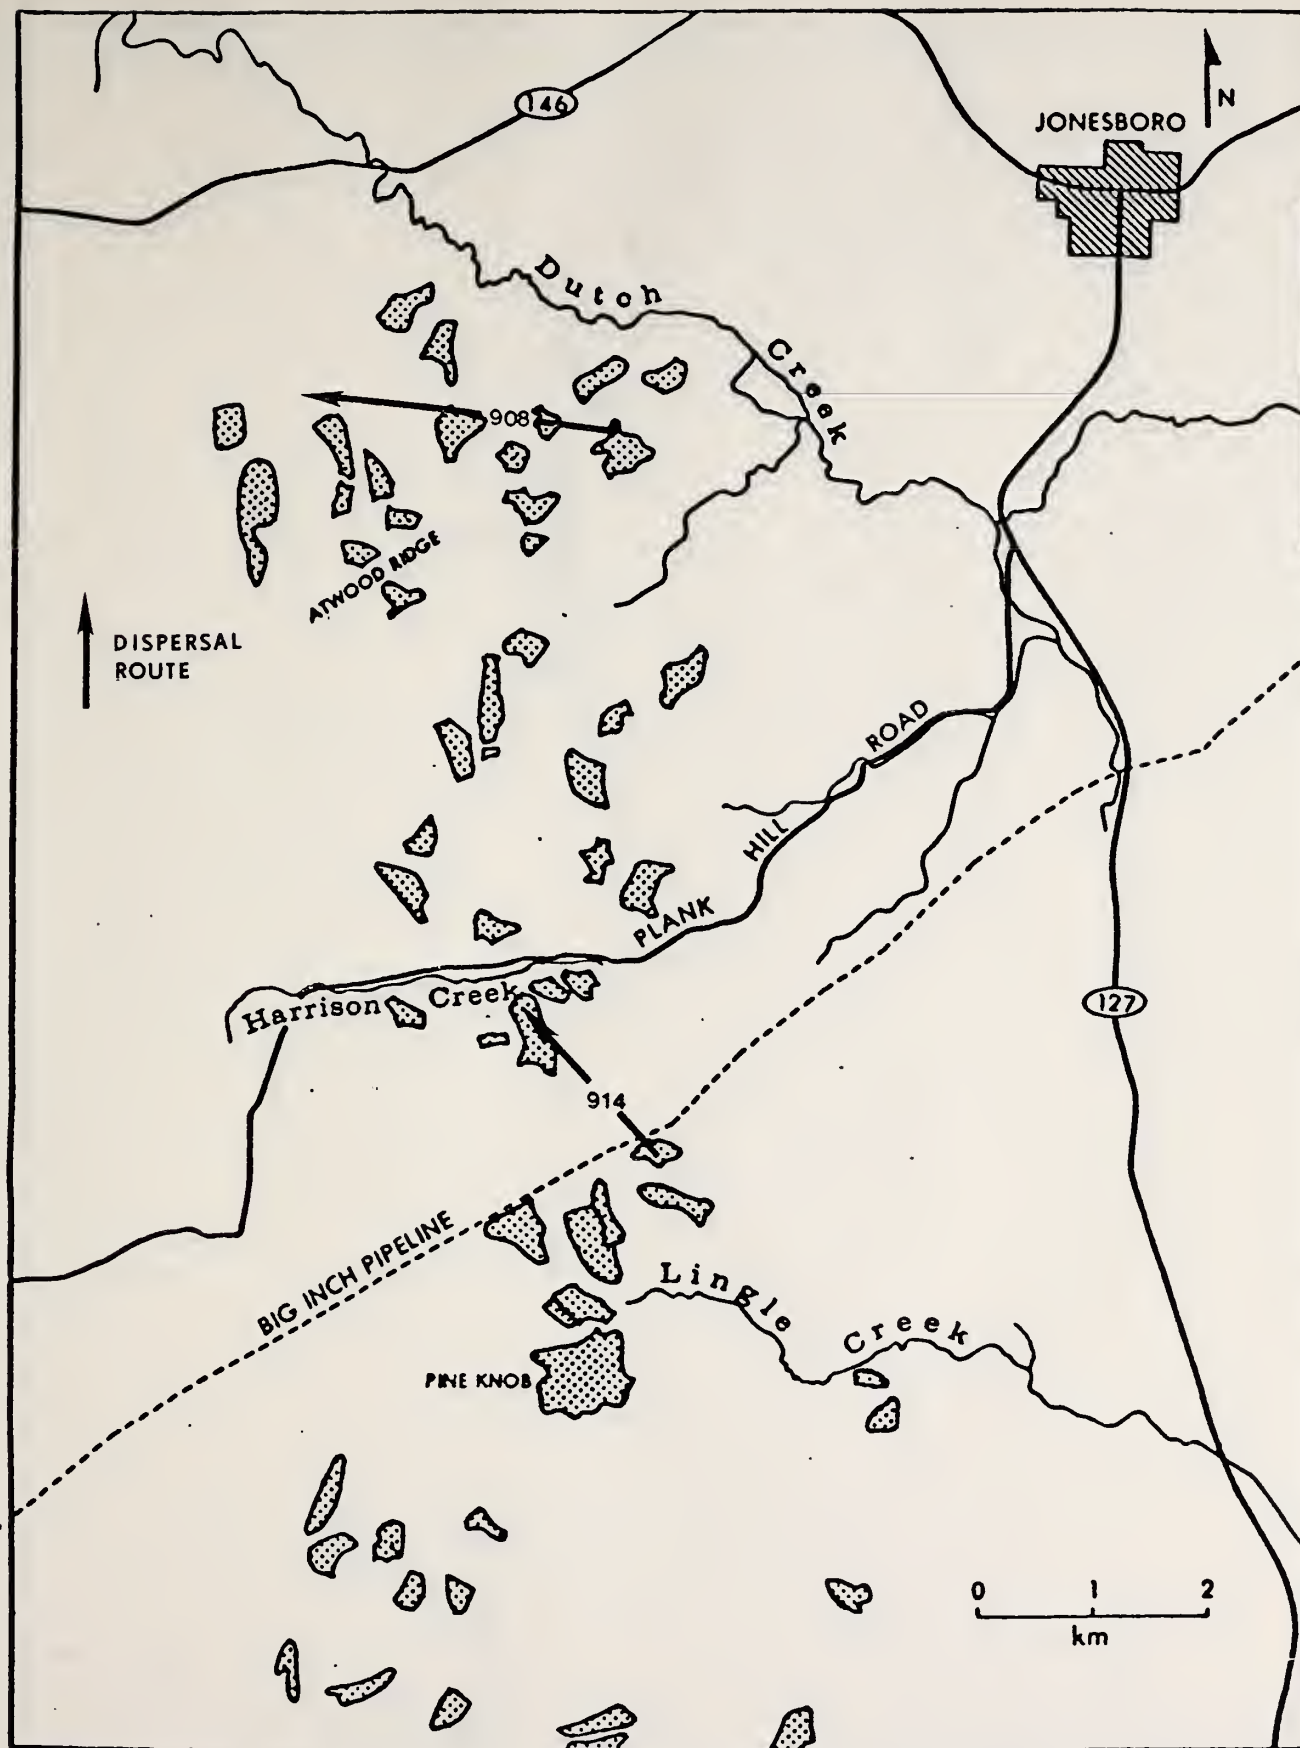 146
N
JONESBORO
Dutch
Creek
908
ATWOOD RIDGE
DISPERSAL
ROUTE
ROAD
HILL
PLANK
Harrison Creek
127
914
BIG INCH PIPELINE
Lingle
Creek
PINE KNOB
0 1 2
km